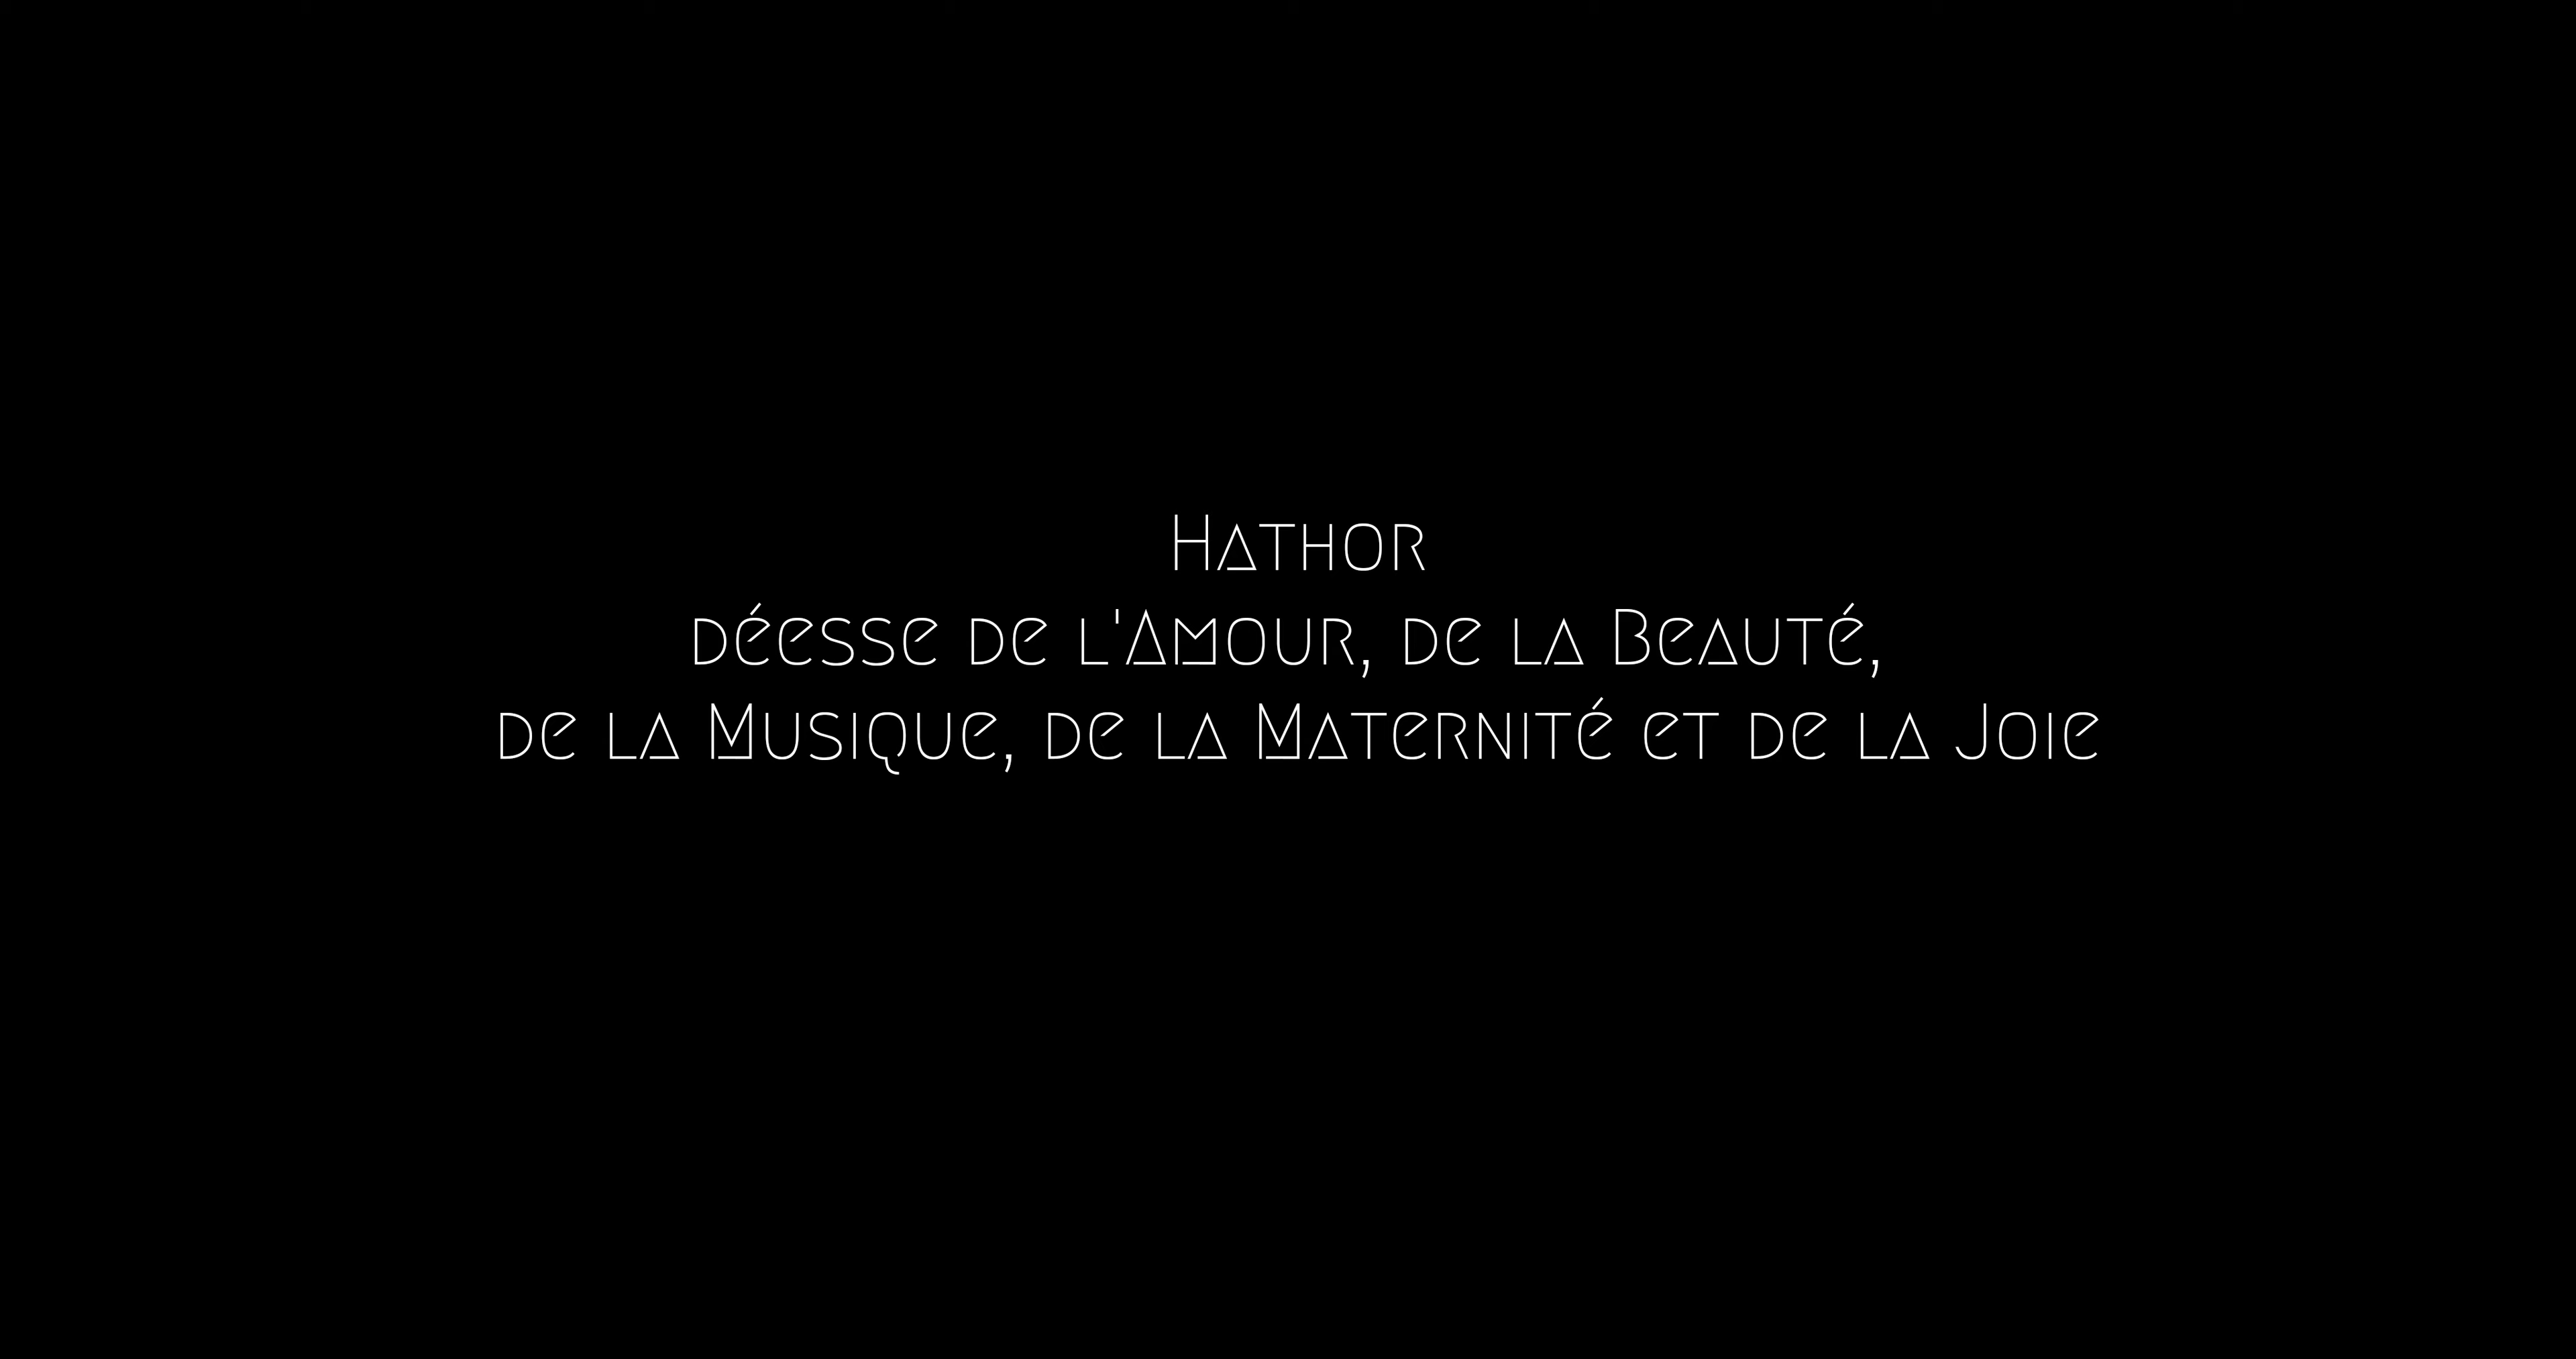 Hathor
déesse de l'Amour, de la Beauté,
de la Musique, de la Maternité et de la Joie